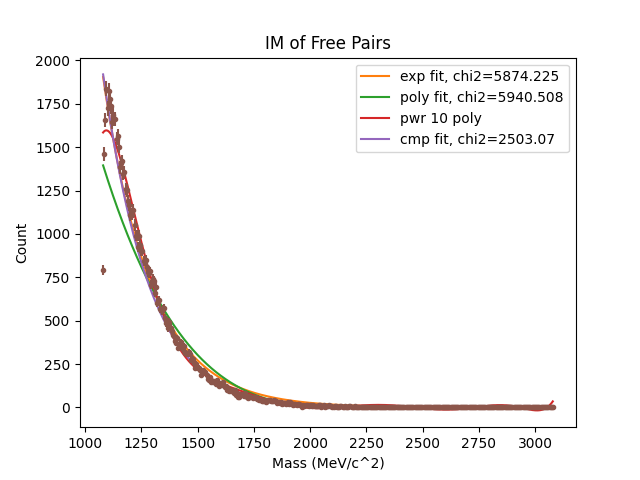 IM of Free Pairs
exp fit, chi2=5874.225
poly fit, chi2=5940.508
pwr 10 poly
cmp fit, chi2=2503.07
Count
2000
1750
1500
1250
1000
750
500
250
0
1000 1250 1500 1750 2000 2250 2500 2750 3000
Mass (MeV/c^2)